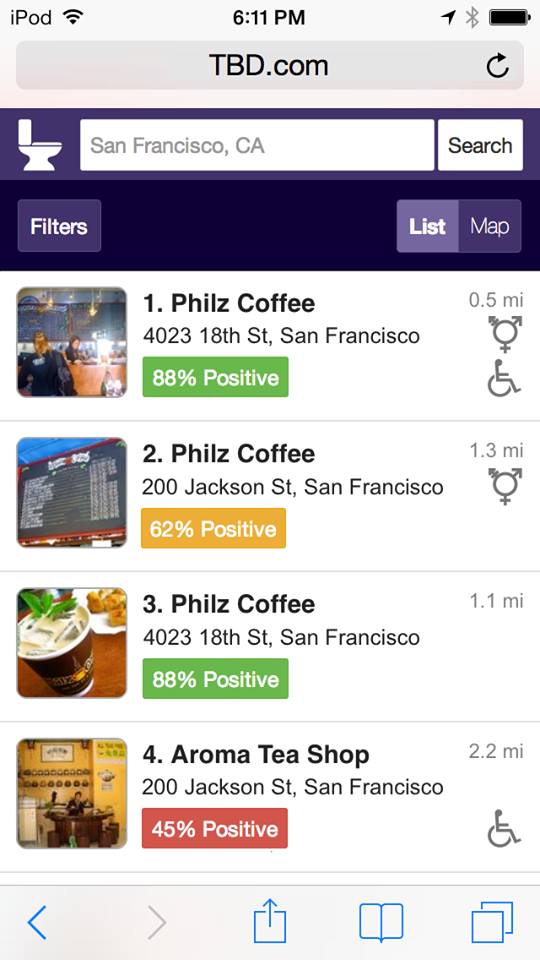 iPod 6:11 PM
TBD.com
San Francisco, CA Search
Filters List Map
1. Philz Coffee 0.5 mi
4023 18th St, San Francisco
88% Positive
2. Philz Coffee 1.3 mi
200 Jackson St, San Francisco
62% Positive
3. Philz Coffee 1.1 mi
4023 18th St, San Francisco
88% Positive
4. Aroma Tea Shop 2.2 mi
200 Jackson St, San Francisco
45% Positive